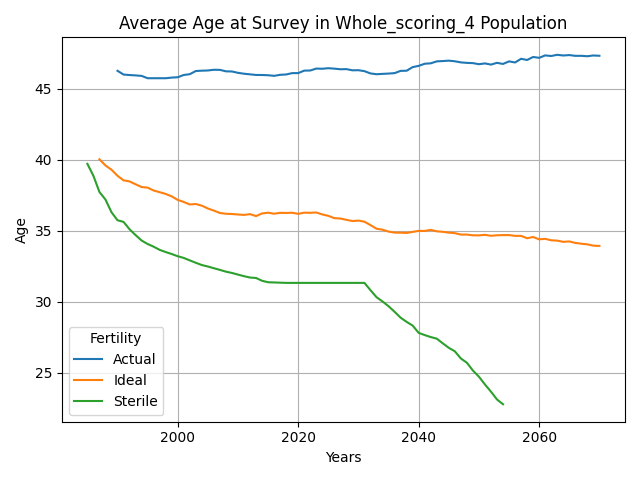 Average Age at Survey in Whole_scoring_4 Population
Age
45
40
35
30
25
Fertility
Actual
Ideal
Sterile
2000
2020
2040
2060
Years